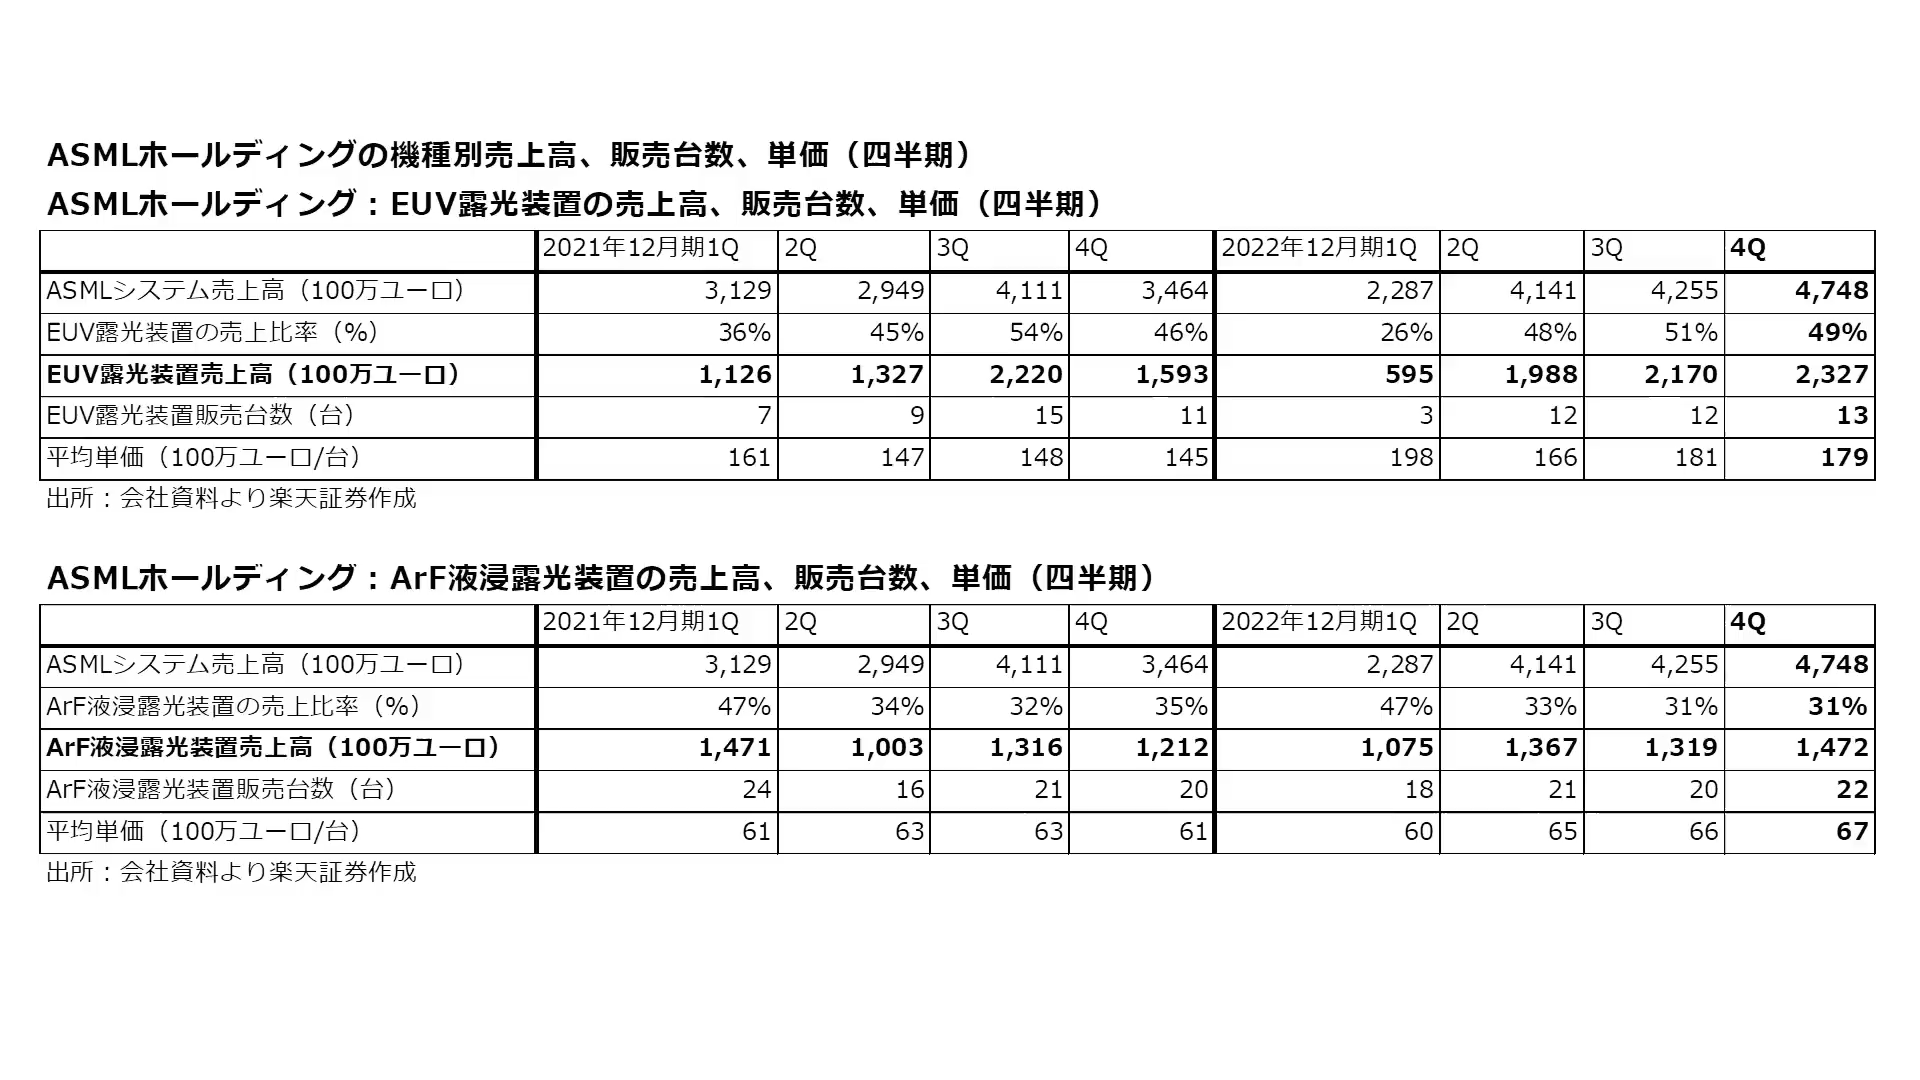 ASMLホールディングの機種別売上高、販売台数、単価（四半期）
ASMLホールディング：EUV露光装置の売上高、販売台数、単価（四半期）
2021年12月期1Q 2Q 3Q 4Q 2022年12月期1Q 2Q 3Q 4Q
ASMLシステム売上高（100万ユーロ） 3,129 2,949 4,111 3,464 2,287 4,141 4,255 4,748
EUV露光装置の売上比率（%） 36% 45% 54% 46% 26% 48% 51% 49%
EUV露光装置売上高（100万ユーロ） 1,126 1,327 2,220 1,593 595 1,988 2,170 2,327
EUV露光装置販売台数（台） 7 9 15 11 3 12 12 13
平均単価（100万ユーロ/台） 161 147 148 145 198 166 181 179
出所：会社資料より楽天証券作成
ASMLホールディング：ArF液浸露光装置の売上高、販売台数、単価（四半期）
2021年12月期1Q 2Q 3Q 4Q 2022年12月期1Q 2Q 3Q 4Q
ASMLシステム売上高（100万ユーロ） 3,129 2,949 4,111 3,464 2,287 4,141 4,255 4,748
ArF液浸露光装置の売上比率（%） 47% 34% 32% 35% 47% 33% 31% 31%
ArF液浸露光装置売上高（100万ユーロ） 1,471 1,003 1,316 1,212 1,075 1,367 1,319 1,472
ArF液浸露光装置販売台数（台） 24 16 21 20 18 21 20 22
平均単価（100万ユーロ/台） 61 63 63 61 60 65 66 67
出所：会社資料より楽天証券作成